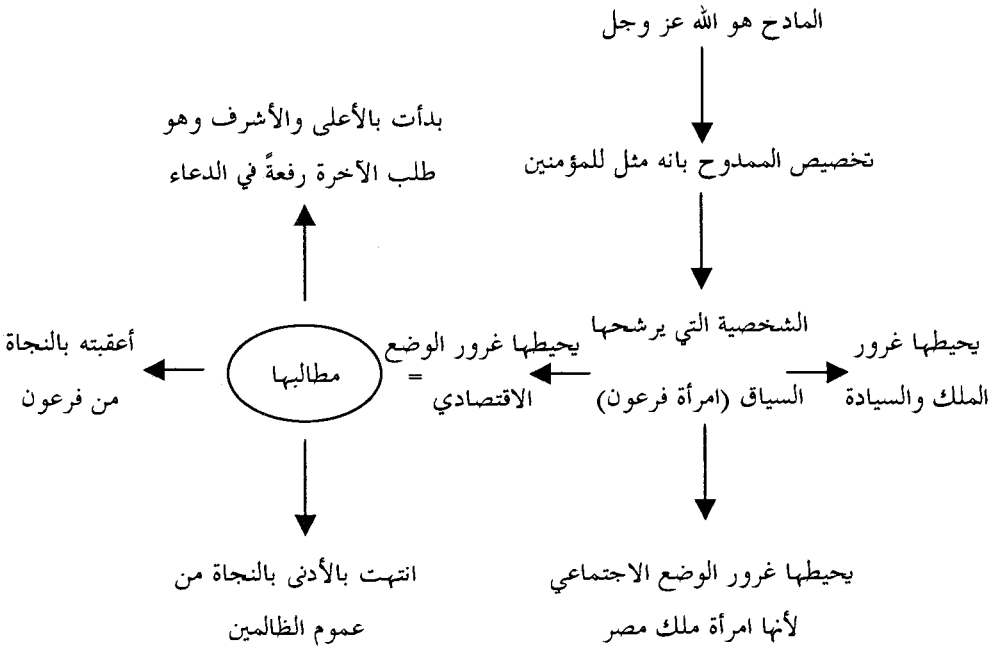 المادح هو الله عز وجل
تخصيص الممدوح بانه مثل للمؤمنين
الشخصية التي يرشحها
السياق (امرأة فرعون)
يحيطها غرور
الملك والسيادة
يحيطها غرور الوضع
الاقتصادي
=
يحيطها غرور الوضع الاجتماعي
لأنها امرأة ملك مصر
مطالبها
بدأت بالأعلى والأشرف وهو
طلب الآخرة رفعةً في الدعاء
أعقبته بالنجاة
من فرعون
انتهت بالأدنى بالنجاة من
عموم الظالمين